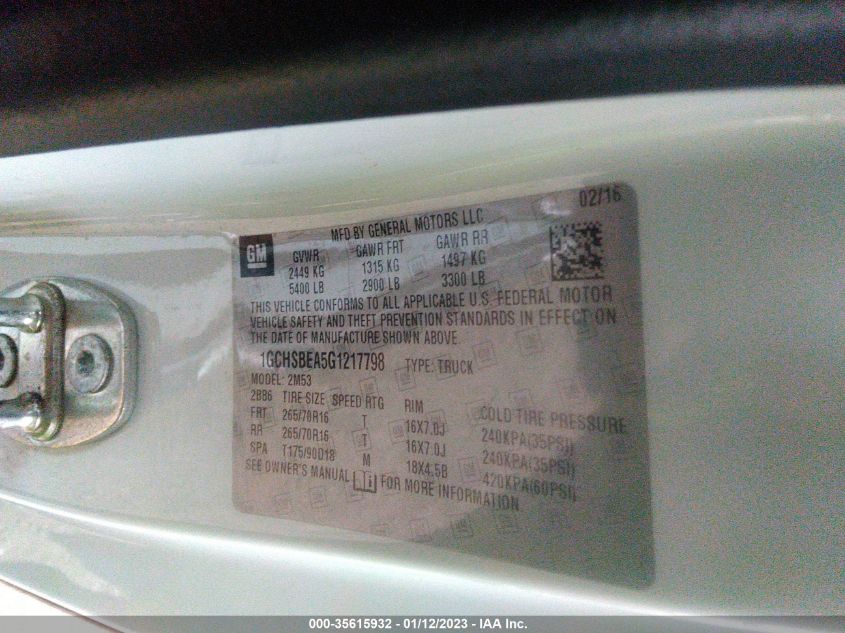 02/16
MFD BY GENERAL MOTORS LLC
GM
GVWR GAWR FRT GAWR RR
2449 KG 1315 KG 1497 KG
5400 LB 2900 LB 3300 LB
THIS VEHICLE CONFORMS TO ALL APPLICABLE U.S. FEDERAL MOTOR
VEHICLE SAFETY AND THEFT PREVENTION STANDARDS IN EFFECT ON
THE DATE OF MANUFACTURE SHOWN ABOVE.
1GCHSBEA5G1217798 TYPE: TRUCK
MODEL: 2M53
2BB6 TIRE SIZE SPEED RTG RIM COLD TIRE PRESSURE
FRT 265/70R16 T 16X7.0J 240KPA(35PSI)
RR 265/70R16 T 16X7.0J 240KPA(35PSI)
SPA T175/90D18 M 18X4.5B 420KPA(60PSI)
SEE OWNER'S MANUAL FOR MORE INFORMATION
000-35615932 - 01/12/2023 - IAA Inc.